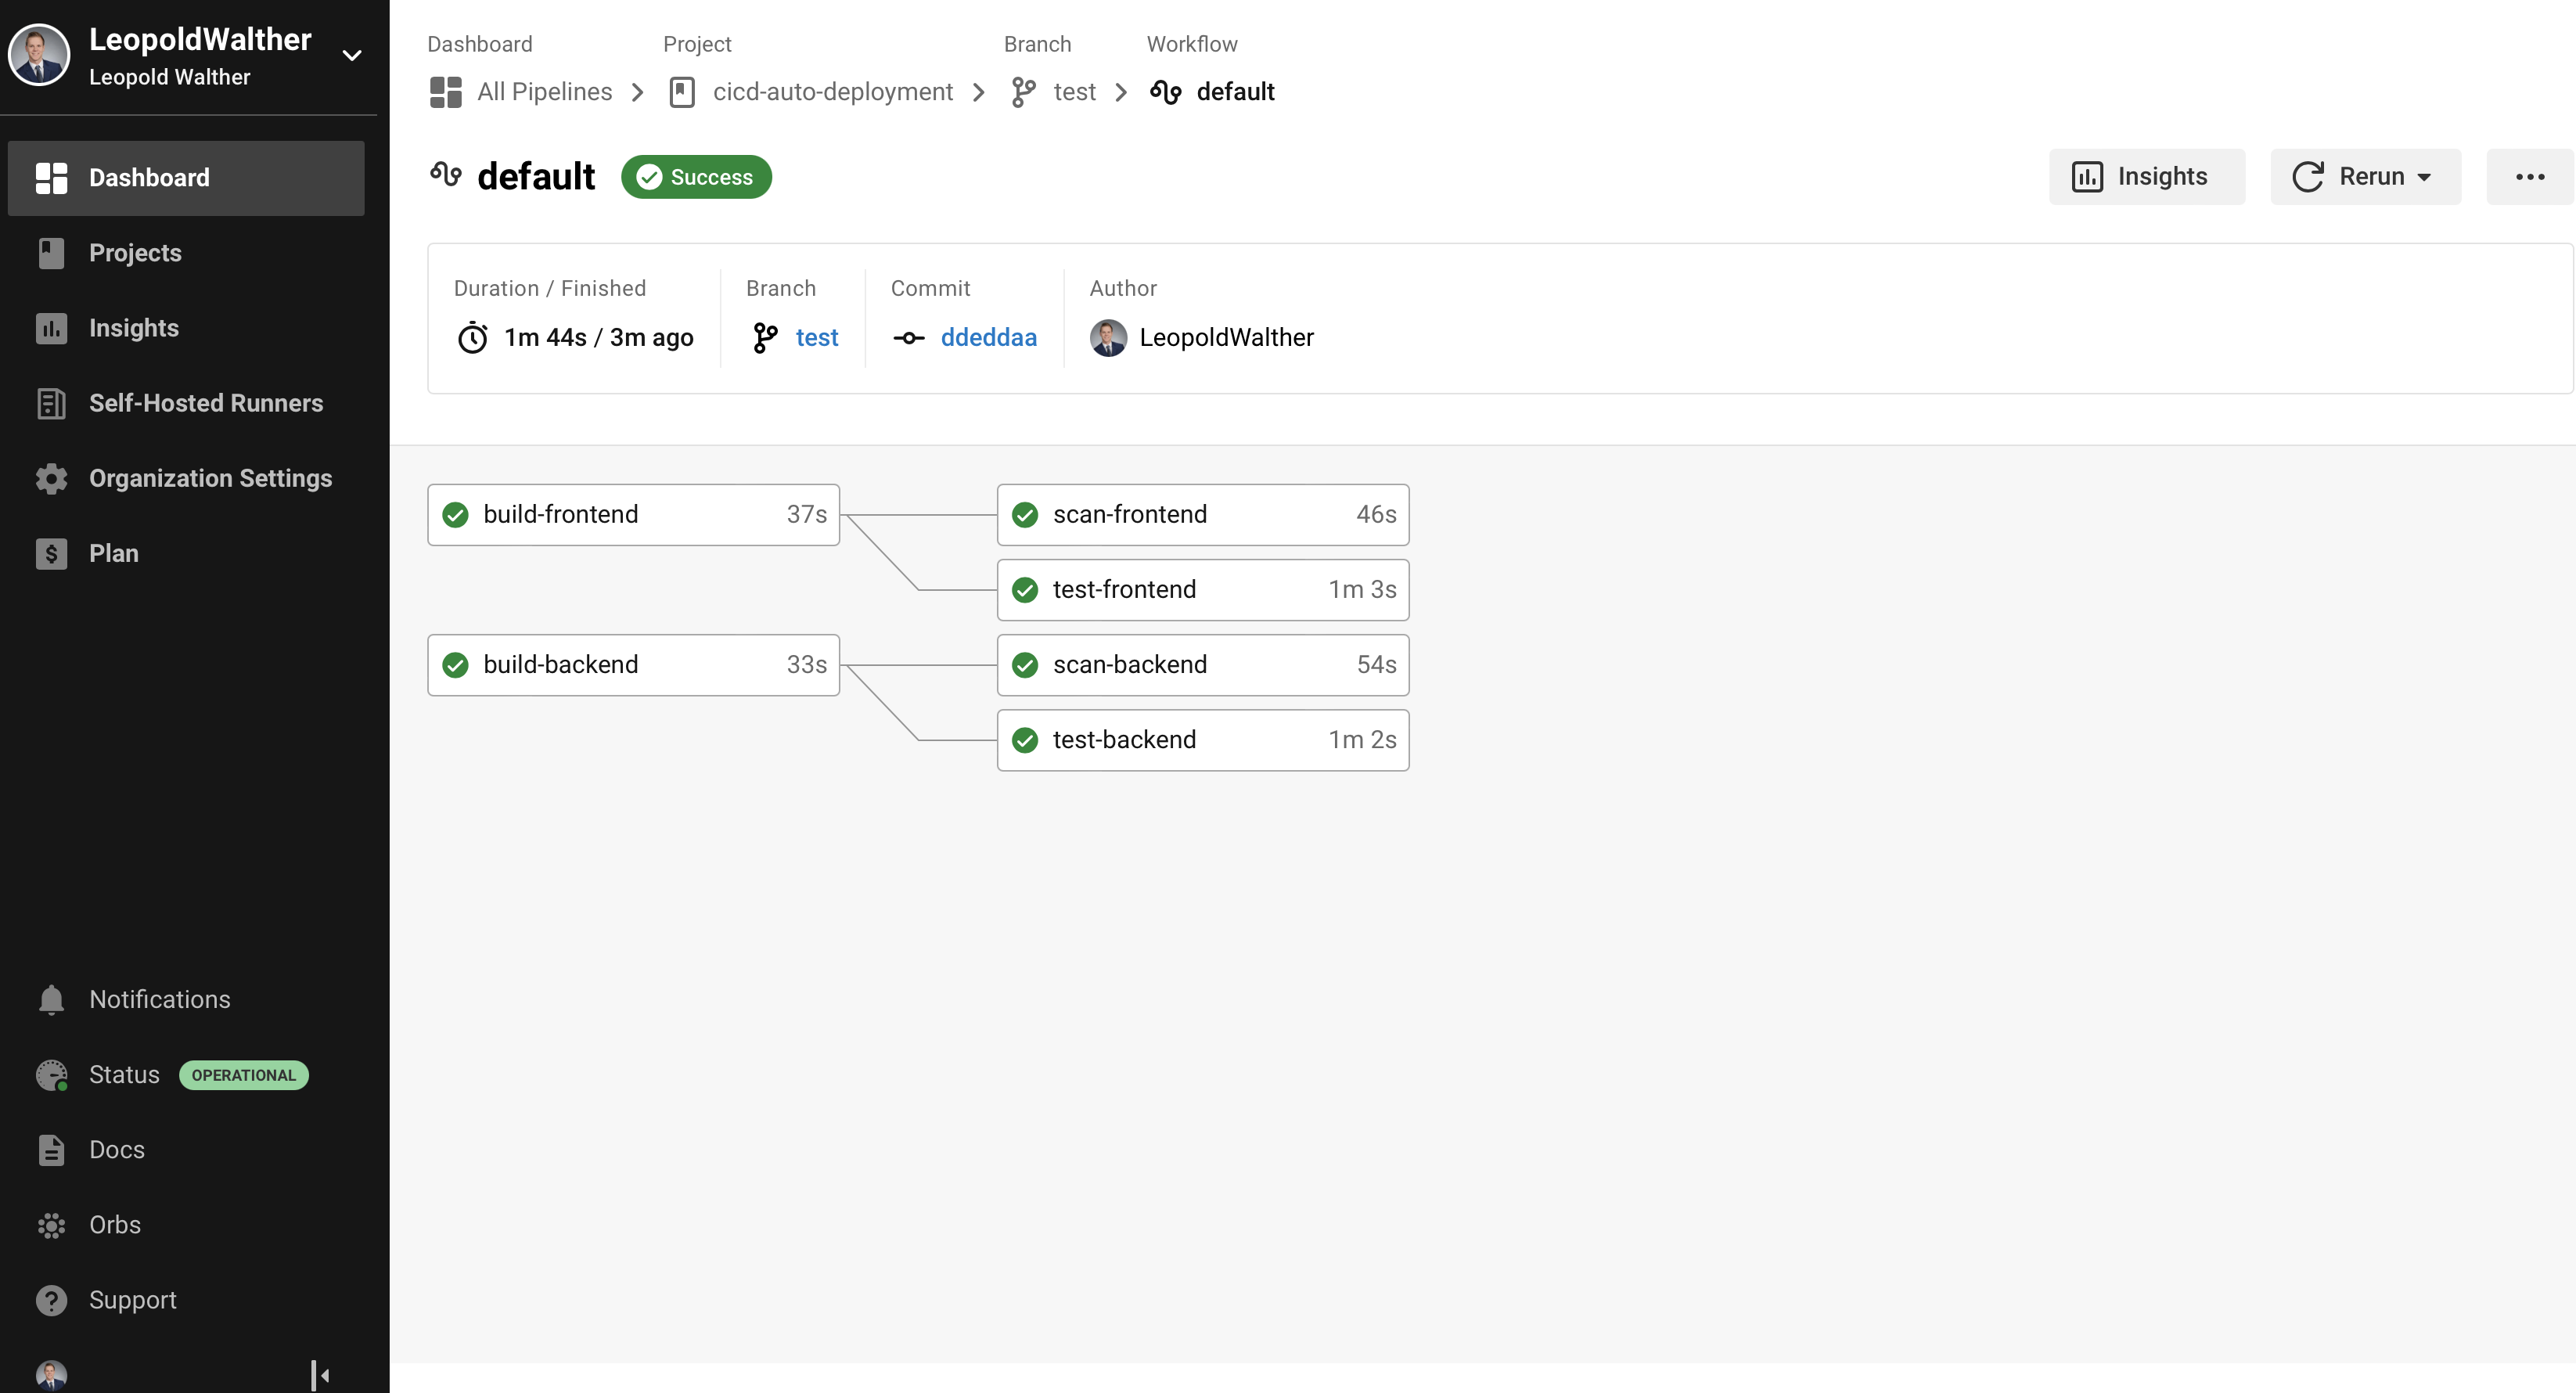 LeopoldWalther
Leopold Walther
Dashboard
Projects
Insights
Self-Hosted Runners
Organization Settings
Plan
Notifications
Status OPERATIONAL
Docs
Orbs
Support
Dashboard Project Branch Workflow
All Pipelines cicd-auto-deployment test default
default Success Insights Rerun
Duration / Finished Branch Commit Author
1m 44s / 3m ago test ddeddaa LeopoldWalther
build-frontend 37s scan-frontend 46s
test-frontend 1m 3s
build-backend 33s scan-backend 54s
test-backend 1m 2s